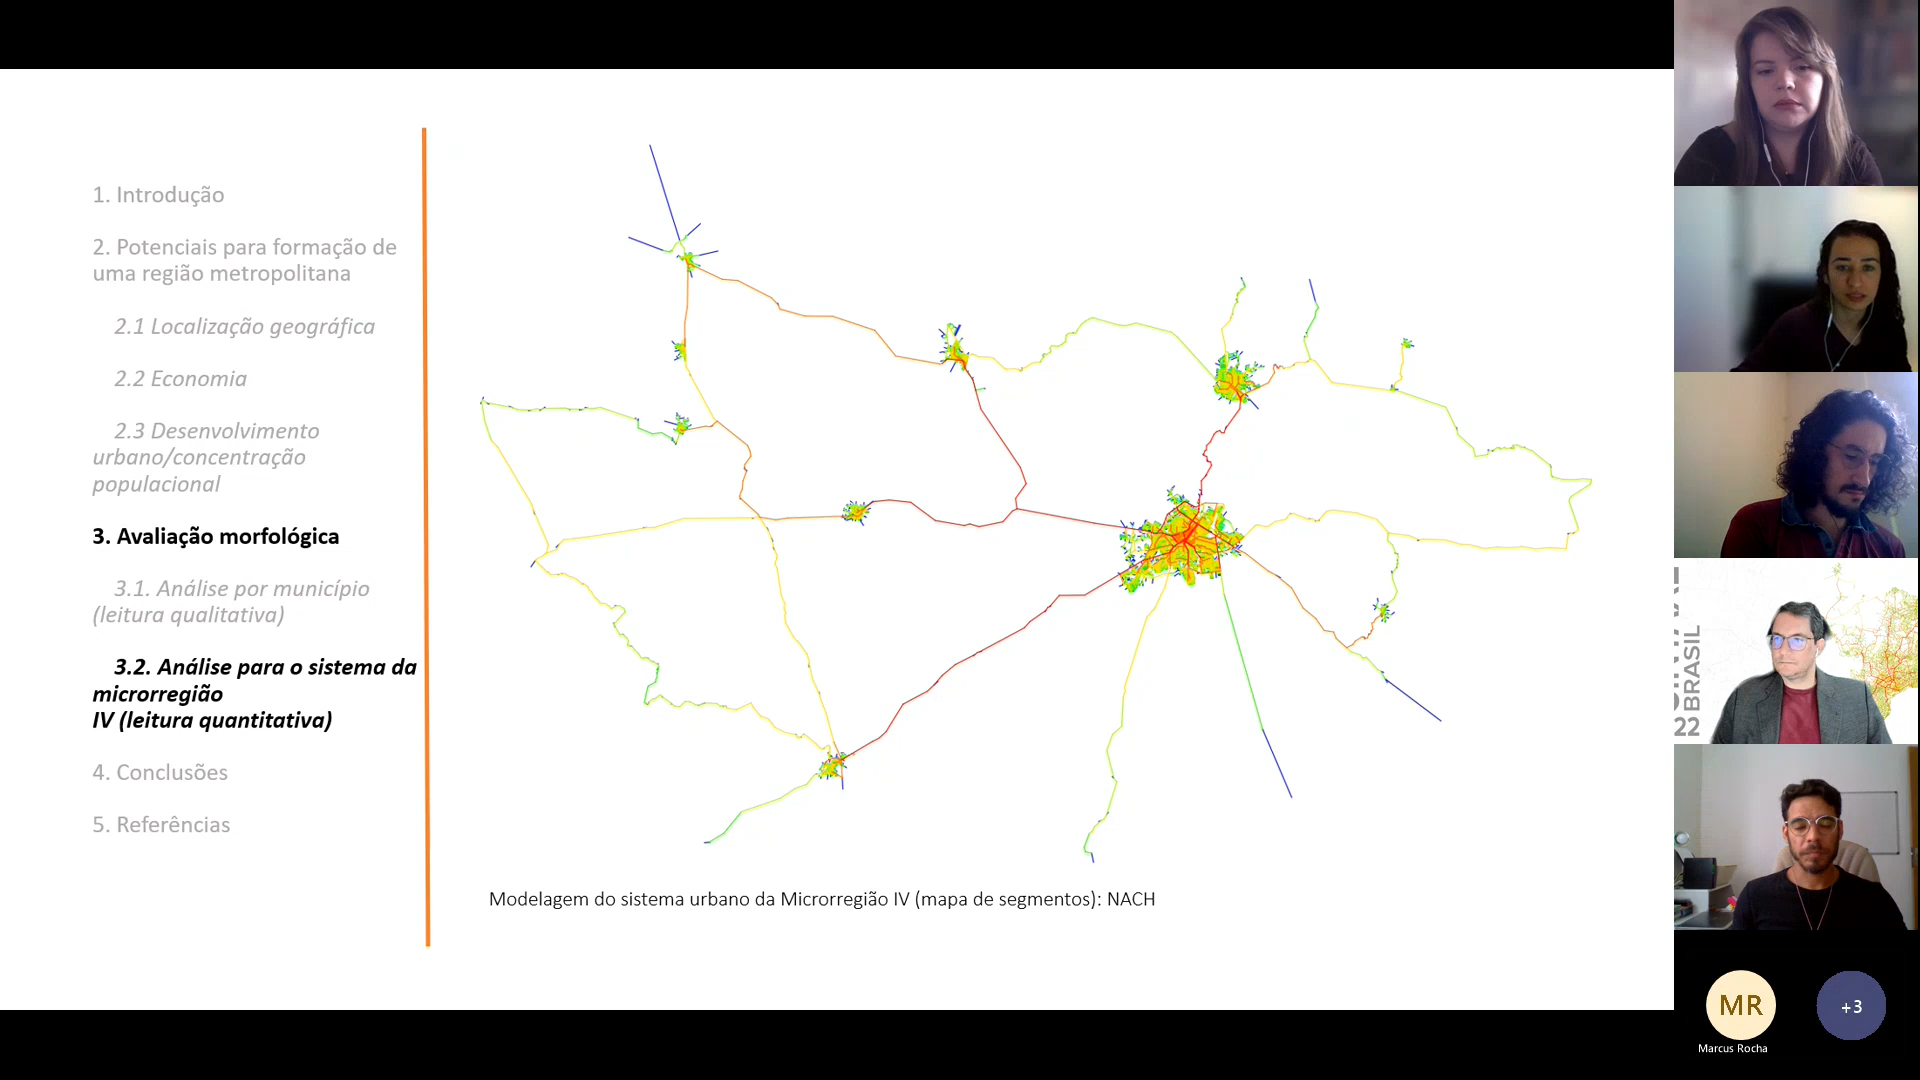 1. Introdução
2. Potenciais para formação de
uma região metropolitana
2.1 Localização geográfica
2.2 Economia
2.3 Desenvolvimento
urbano/concentração
populacional
3. Avaliação morfológica
3.1. Análise por município
(leitura qualitativa)
3.2. Análise para o sistema da
microrregião
IV (leitura quantitativa)
4. Conclusões
5. Referências
Modelagem do sistema urbano da Microrregião IV (mapa de segmentos): NACH
BRASIL
22
MR
+3
Marcus Rocha